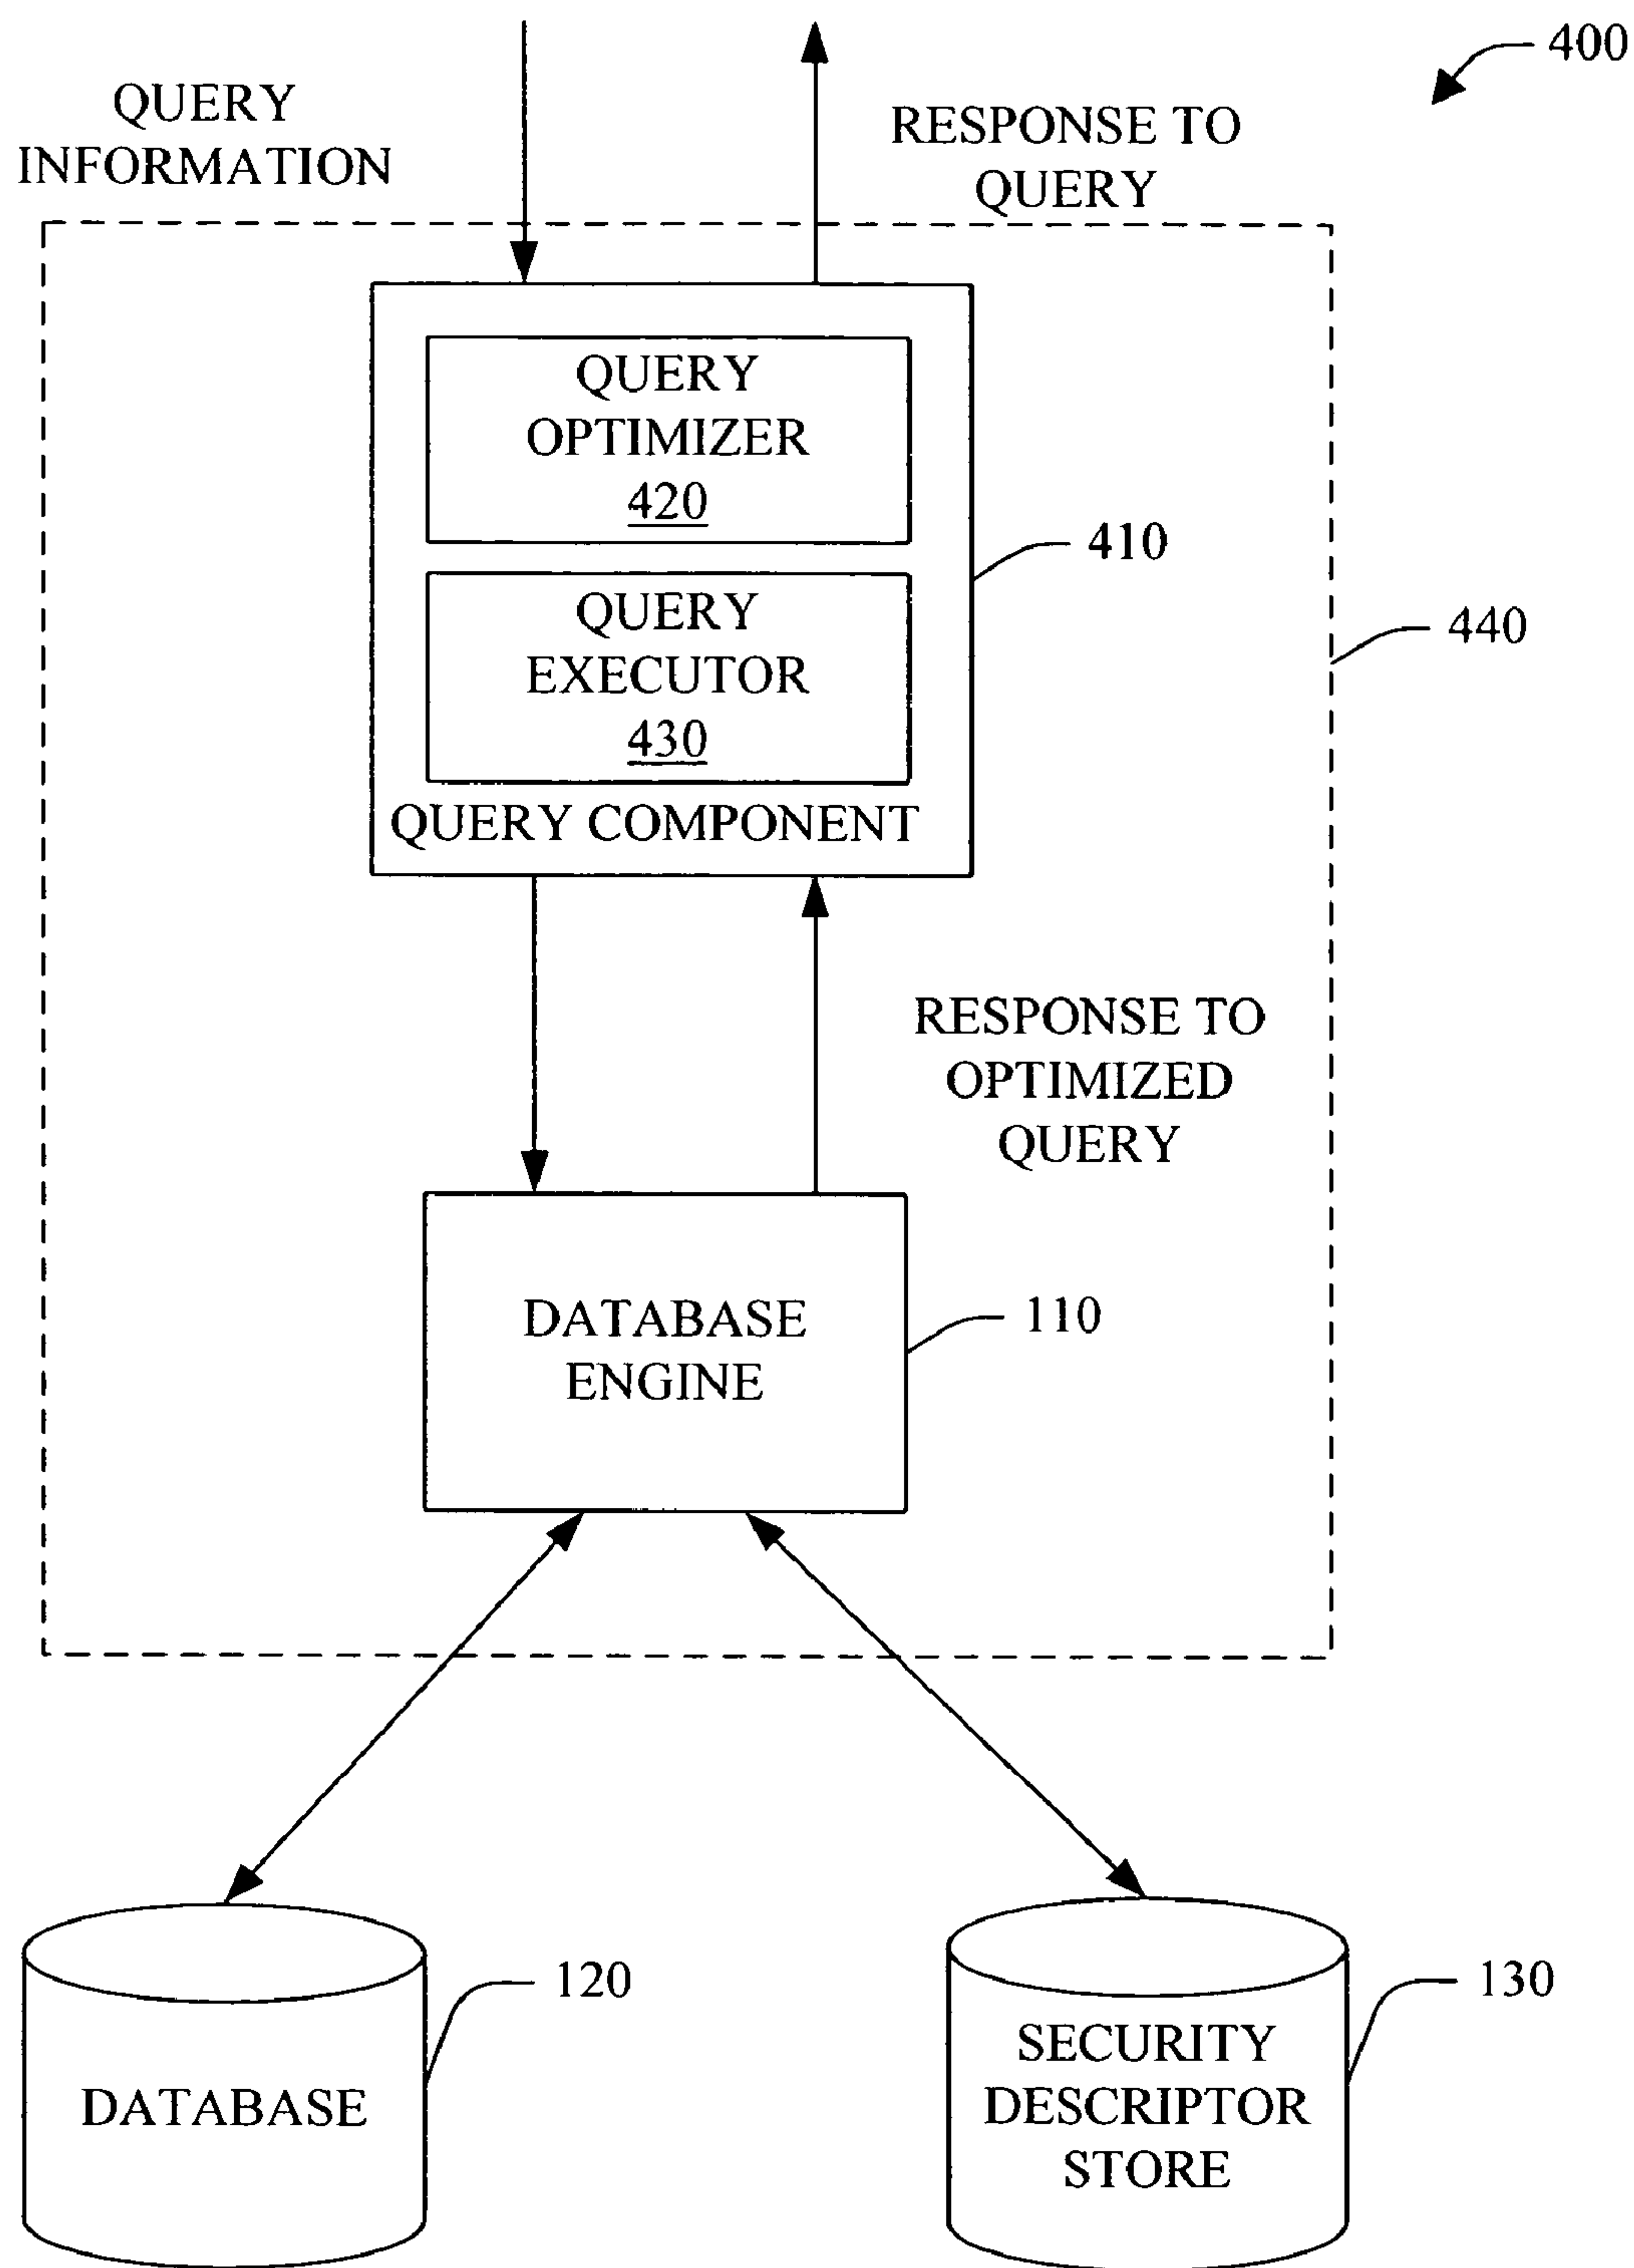 400
QUERY
INFORMATION
RESPONSE TO
QUERY
QUERY
OPTIMIZER
420
410
QUERY
EXECUTOR
430
440
QUERY COMPONENT
RESPONSE TO
OPTIMIZED
QUERY
DATABASE
ENGINE
110
DATABASE
120
SECURITY
DESCRIPTOR
STORE
130